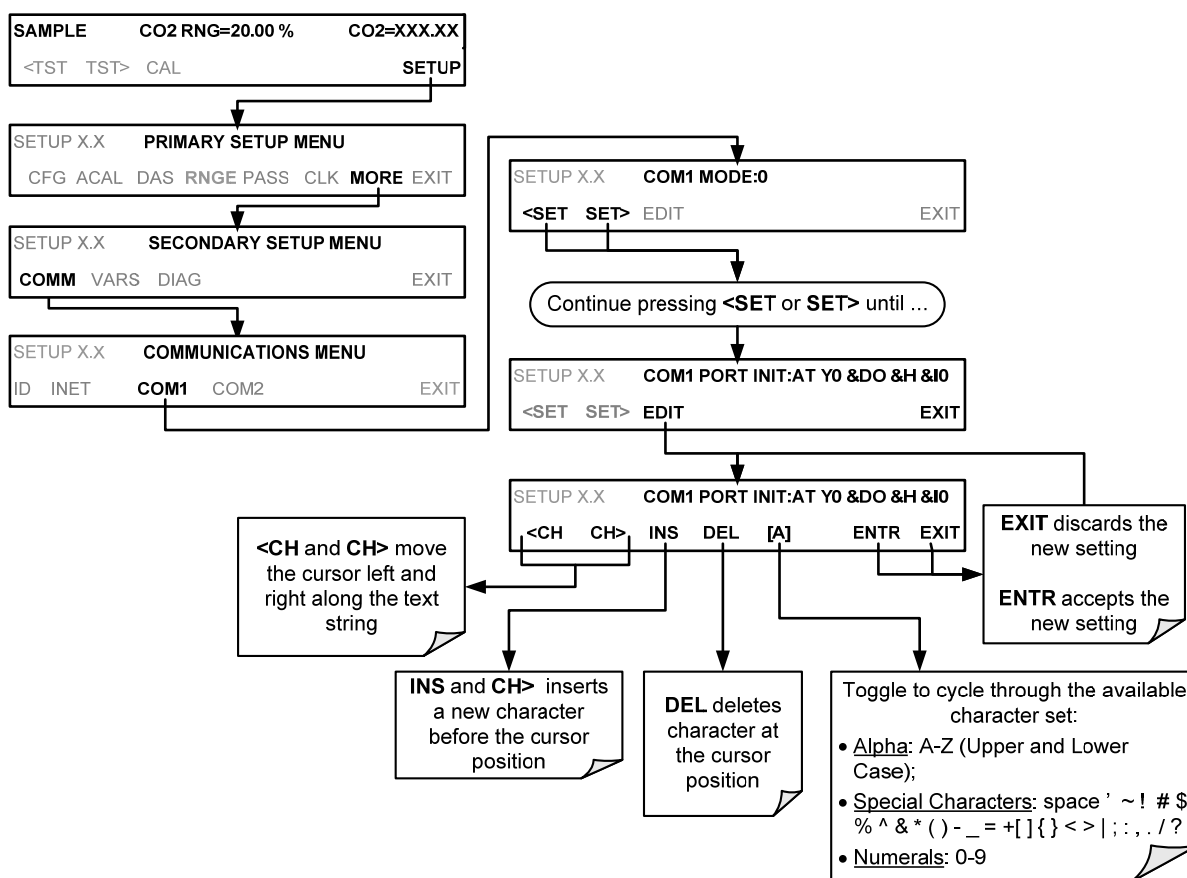 SAMPLE CO2 RNG=20.00 % CO2=XXX.XX
<TST TST> CAL SETUP
SETUP X.X PRIMARY SETUP MENU
CFG ACAL DAS RNGE PASS CLK MORE EXIT
SETUP X.X SECONDARY SETUP MENU
COMM VARS DIAG EXIT
SETUP X.X COMMUNICATIONS MENU
ID INET COM1 COM2 EXIT
SETUP X.X COM1 MODE:0
<SET SET> EDIT EXIT
Continue pressing <SET or SET> until ...
SETUP X.X COM1 PORT INIT:AT Y0 &DO &H &I0
<SET SET> EDIT EXIT
SETUP X.X COM1 PORT INIT:AT Y0 &DO &H &I0
<CH CH> INS DEL [A] ENTR EXIT
<CH and CH> move
the cursor left and
right along the text
string
EXIT discards the
new setting
ENTR accepts the
new setting
INS and CH> inserts
a new character
before the cursor
position
DEL deletes
character at
the cursor
position
Toggle to cycle through the available
character set:
• Alpha: A-Z (Upper and Lower
Case);
• Special Characters: space ' ~ ! # $
% ^ & * ( ) - _ = +[ ] { } < > | ; : , . / ?
• Numerals: 0-9